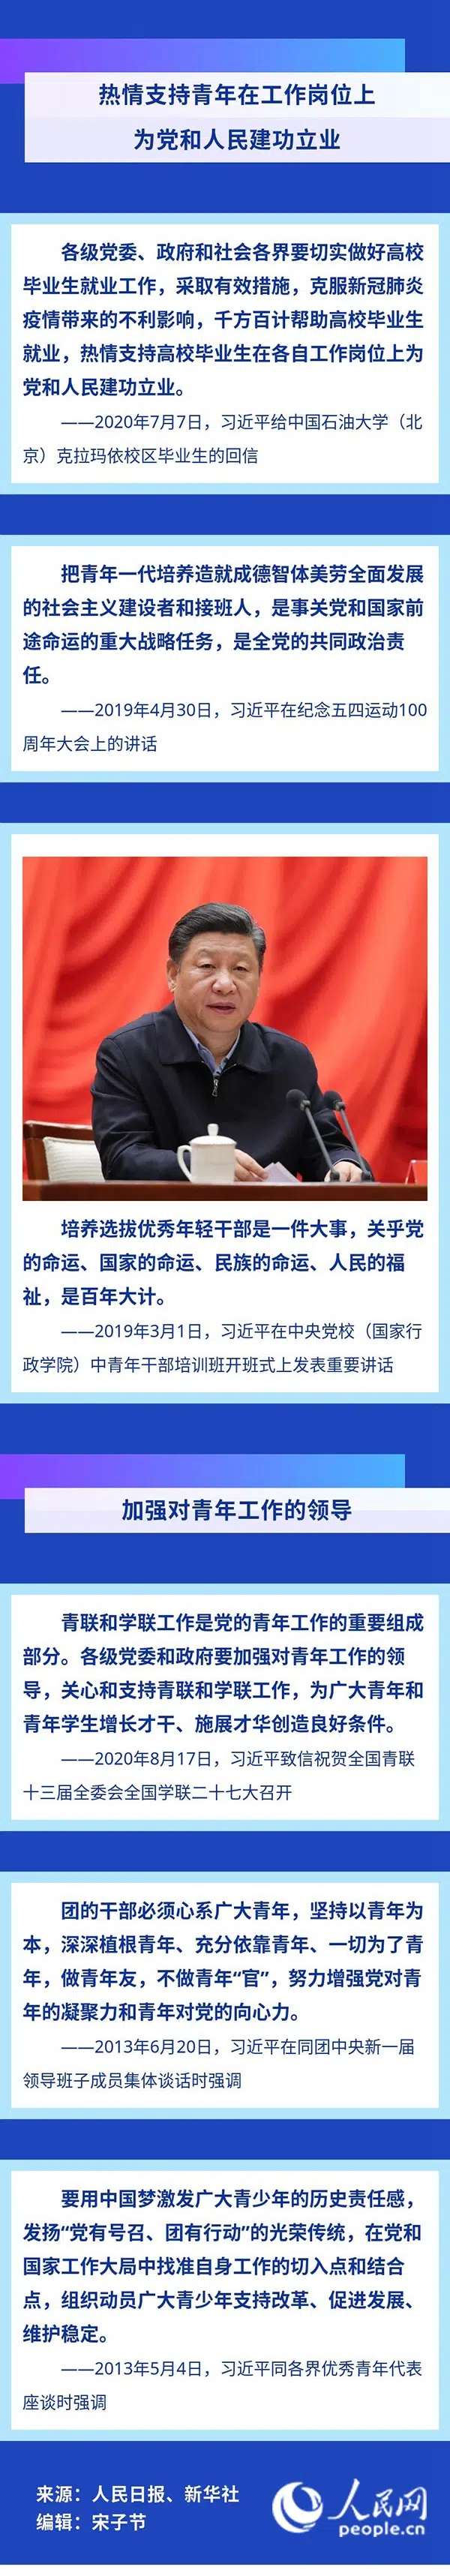 热情支持青年在工作岗位上
为党和人民建功立业
各级党委、政府和社会各界要切实做好高校
毕业生就业工作，采取有效措施，克服新冠肺炎
疫情带来的不利影响，千方百计帮助高校毕业生
就业，热情支持高校毕业生在各自工作岗位上为
党和人民建功立业。
——2020年7月7日，习近平给中国石油大学（北
京）克拉玛依校区毕业生的回信
把青年一代培养造就成德智体美劳全面发展
的社会主义建设者和接班人，是事关党和国家前
途命运的重大战略任务，是全党的共同政治责
任。
——2019年4月30日，习近平在纪念五四运动100
周年大会上的讲话
培养选拔优秀年轻干部是一件大事，关乎党
的命运、国家的命运、民族的命运、人民的福
祉，是百年大计。
——2019年3月1日，习近平在中央党校（国家行
政学院）中青年干部培训班开班式上发表重要讲话
加强对青年工作的领导
青联和学联工作是党的青年工作的重要组成
部分。各级党委和政府要加强对青年工作的领
导，关心和支持青联和学联工作，为广大青年和
青年学生增长才干、施展才华创造良好条件。
——2020年8月17日，习近平致信祝贺全国青联
十三届全委会全国学联二十七大召开
团的干部必须心系广大青年，坚持以青年为
本，深深植根青年、充分依靠青年、一切为了青
年，做青年友，不做青年“官”，努力增强党对青
年的凝聚力和青年对党的向心力。
——2013年6月20日，习近平在同团中央新一届
领导班子成员集体谈话时强调
要用中国梦激发广大青少年的历史责任感，
发扬“党有号召、团有行动”的光荣传统，在党和
国家工作大局中找准自身工作的切入点和结合
点，组织动员广大青少年支持改革、促进发展、
维护稳定。
——2013年5月4日，习近平同各界优秀青年代表
座谈时强调
来源：人民日报、新华社
编辑：宋子节
人民网
people.cn